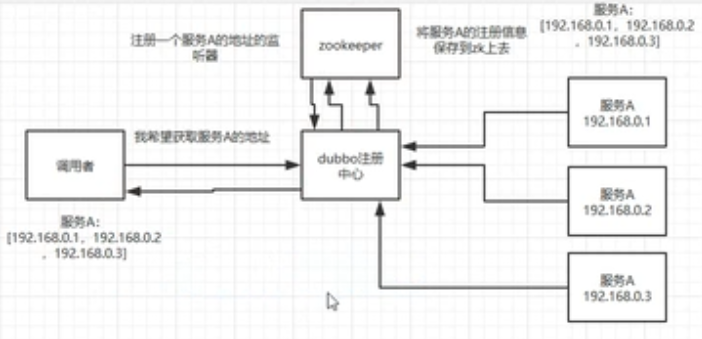 服务A:
[192.168.0.1, 192.168.0.2
, 192.168.0.3]
注册一个服务A的地址的监
听器
zookeeper
将服务A的注册信息
保存到zk上去
服务A
192.168.0.1
我希望获取服务A的地址
调用者
dubbo注册
中心
服务A
192.168.0.2
服务A:
[192.168.0.1, 192.168.0.2
, 192.168.0.3]
服务A
192.168.0.3